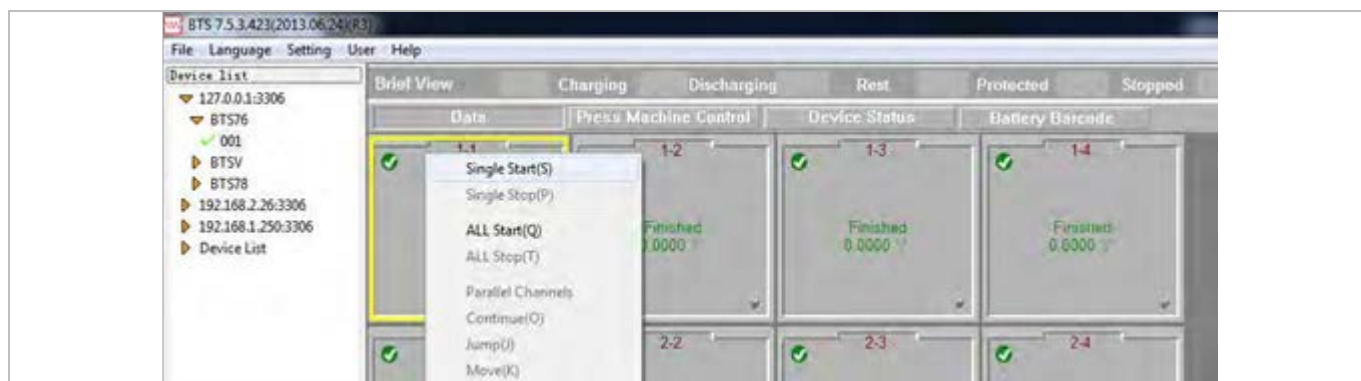 BTS 7.5.3.423(2013.06.24)(R3)
File Language Setting User Help
Device list
127.0.0.1:3306
BTS76
001
BTSV
BTS78
192.168.2.26:3306
192.168.1.250:3306
Device List
Brief View Charging Discharging Rest Protected Stopped
Data Press Machine Control Device Status Battery Barcode
1-1 1-2 1-3 1-4
Finished Finished Finished
0.0000 V 0.0000 V 0.0000 V
Single Start(S)
Single Stop(P)
ALL Start(Q)
ALL Stop(T)
Parallel Channels
Continue(O)
Jump(J)
Move(K)
2-2 2-3 2-4